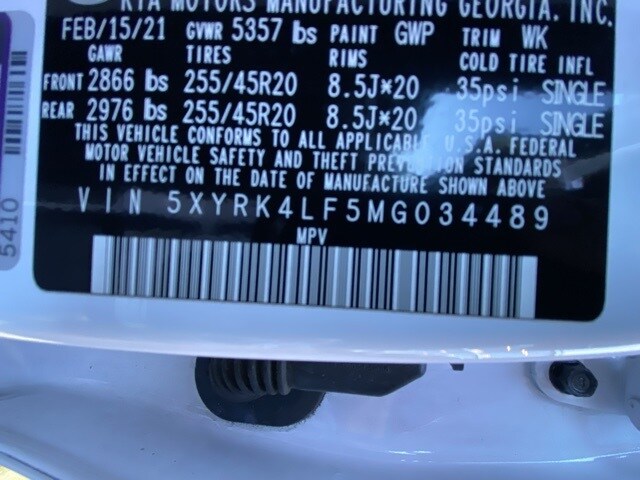 KIA MOTORS MANUFACTURING GEORGIA. INC.
FEB/15/21 GVWR 5357 lbs PAINT GWP TRIM WK
GAWR TIRES RIMS COLD TIRE INFL
FRONT 2866 lbs 255/45R20 8.5J*20 35psi SINGLE
REAR 2976 lbs 255/45R20 8.5J*20 35psi SINGLE
THIS VEHICLE CONFORMS TO ALL APPLICABLE U.S.A. FEDERAL
MOTOR VEHICLE SAFETY AND THEFT PREVENTION STANDARDS
IN EFFECT ON THE DATE OF MANUFACTURE SHOWN ABOVE
VIN 5XYRK4LF5MG034489
MPV
5410